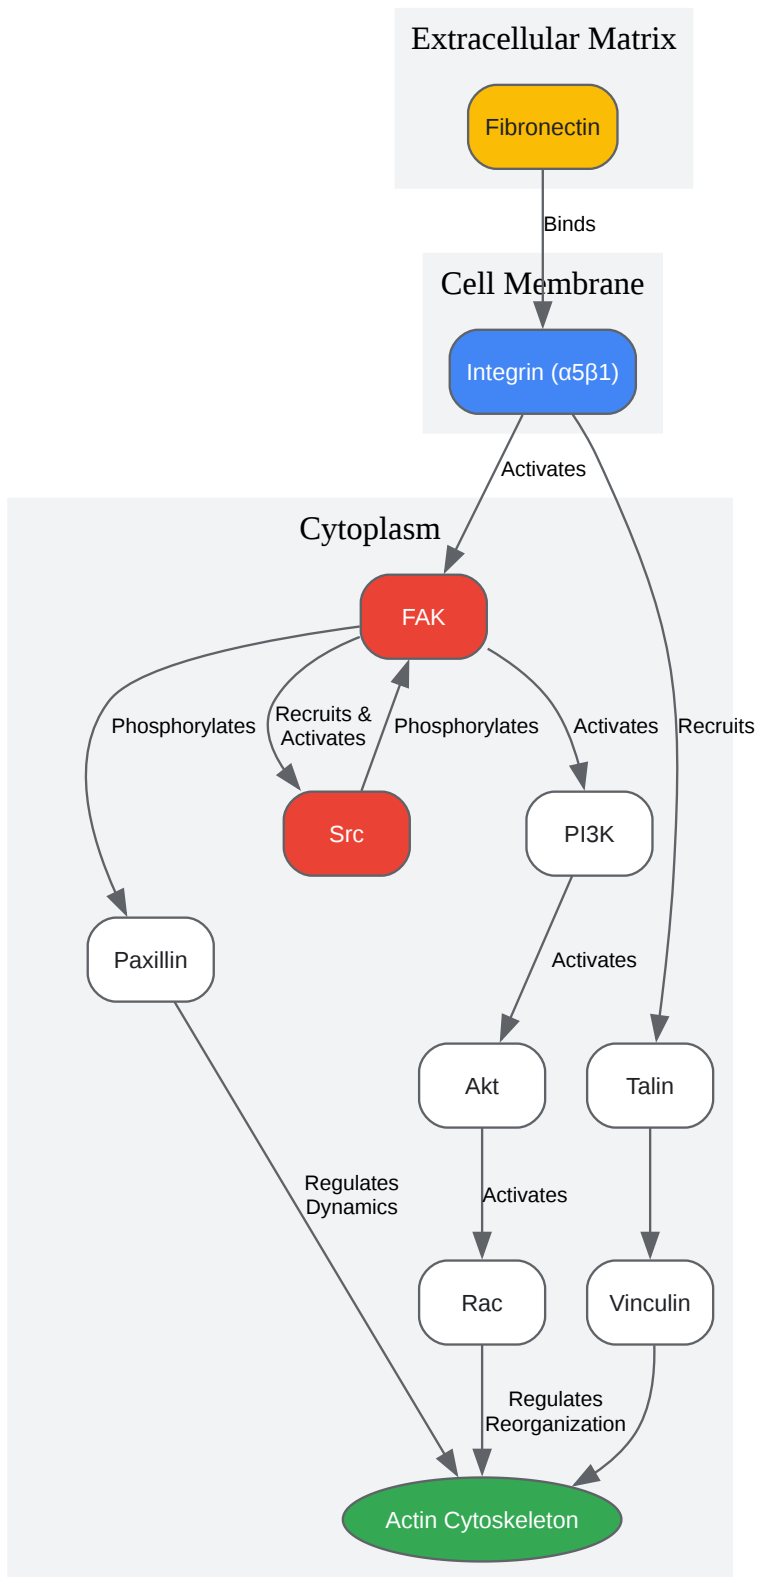 Extracellular Matrix
Fibronectin
Binds
Cell Membrane
Integrin (α5β1)
Activates
Cytoplasm
FAK
Phosphorylates
Recruits &
Activates
Phosphorylates
Activates
Recruits
Src
PI3K
Paxillin
Activates
Akt
Talin
Regulates
Dynamics
Activates
Rac
Vinculin
Regulates
Reorganization
Actin Cytoskeleton